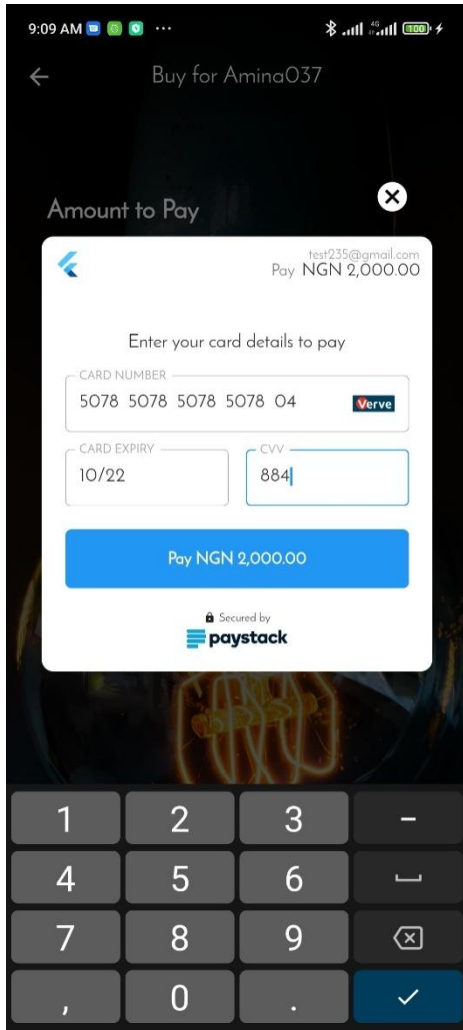 9:09 AM
4G
100
Buy for Amina037
Amount to Pay
test235@gmail.com
Pay NGN 2,000.00
Enter your card details to pay
CARD NUMBER
5078 5078 5078 5078 04
Verve
CARD EXPIRY
10/22
CVV
884
Pay NGN 2,000.00
Secured by
paystack
1 2 3 -
4 5 6
7 8 9
, 0 .